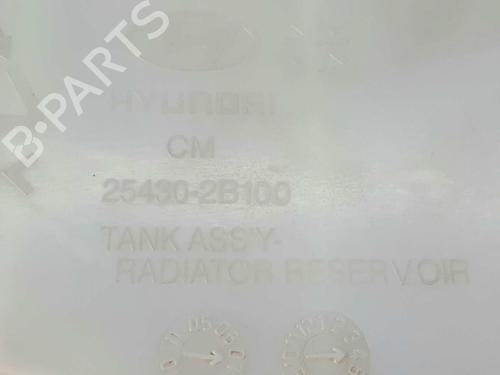 B-PARTS
HYUNDAI
CM
25430-2B100
TANK ASS'Y-
RADIATOR RESERVOIR